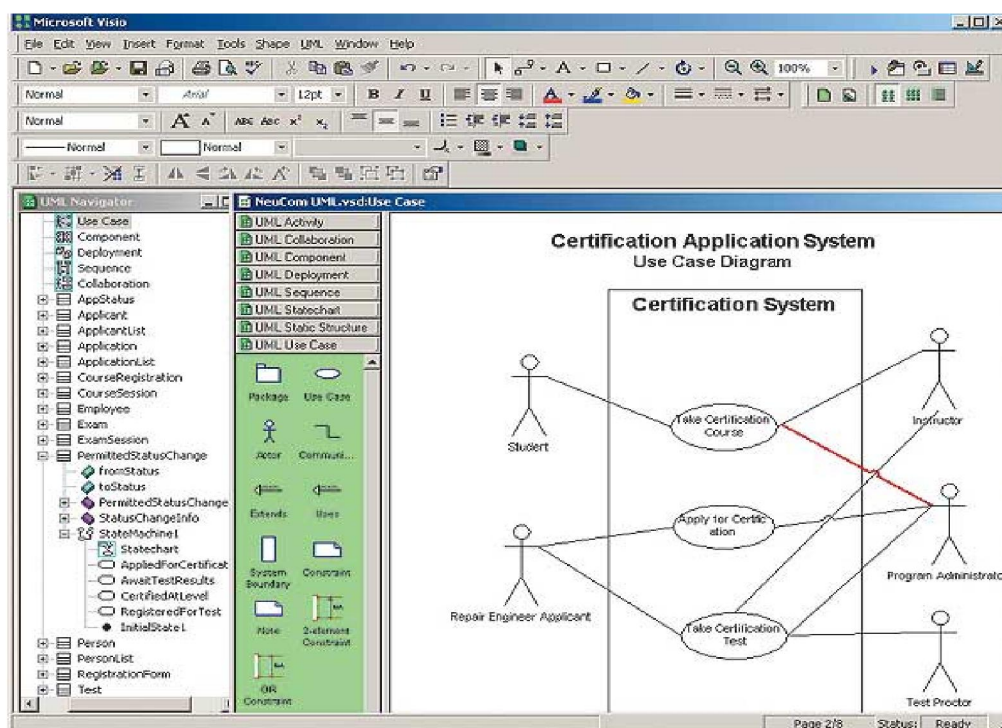 Microsoft Visio
File Edit View Insert Format Tools Shape UML Window Help
100%
Normal Arial 12pt B I U A
Normal A A ABC Abc x² x₂
Normal Normal
UML Navigator
Use Case
Component
Deployment
Sequence
Collaboration
AppStatus
Applicant
ApplicantList
Application
ApplicationList
CourseRegistration
CourseSession
Employee
Exam
ExamSession
PermittedStatusChange
fromStatus
toStatus
PermittedStatusChange
StatusChangeInfo
StateMachine1
Statechart
AppliedForCertificat
AwaitTestResults
CertifiedAtLevel
RegisteredForTest
InitialState1
Person
PersonList
RegistrationForm
Test
NeuCom UML.vsd:Use Case
UML Activity
UML Collaboration
UML Component
UML Deployment
UML Sequence
UML Statechart
UML Static Structure
UML Use Case
Package Use Case
Actor Communi...
Extends Uses
System Boundary
Constraint
Note
2-element Constraint
OR Constraint
Certification Application System
Use Case Diagram
Certification System
Student
Take Certification
Course
Instructor
Apply for Certific
ation
Program Administrato
Repair Engineer Applicant
Take Certification
Test
Test Proctor
Page 2/8 Status: Ready